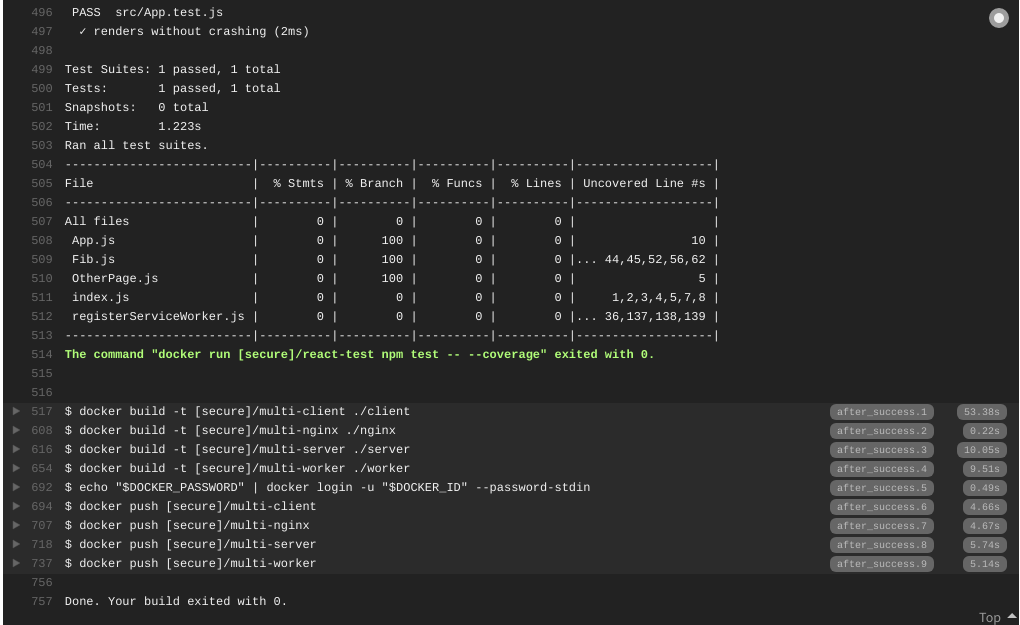 496 PASS  src/App.test.js
497 ✓ renders without crashing (2ms)
498
499 Test Suites: 1 passed, 1 total
500 Tests:       1 passed, 1 total
501 Snapshots:   0 total
502 Time:        1.223s
503 Ran all test suites.
504 --------------------------|----------|----------|----------|----------|-------------------|
505 File                      |  % Stmts | % Branch |  % Funcs |  % Lines | Uncovered Line #s |
506 --------------------------|----------|----------|----------|----------|-------------------|
507 All files                 |        0 |        0 |        0 |        0 |                   |
508  App.js                   |        0 |      100 |        0 |        0 |                10 |
509  Fib.js                   |        0 |      100 |        0 |        0 |... 44,45,52,56,62 |
510  OtherPage.js             |        0 |      100 |        0 |        0 |                 5 |
511  index.js                 |        0 |        0 |        0 |        0 |     1,2,3,4,5,7,8 |
512  registerServiceWorker.js |        0 |        0 |        0 |        0 |... 36,137,138,139 |
513 --------------------------|----------|----------|----------|----------|-------------------|
514 The command "docker run [secure]/react-test npm test -- --coverage" exited with 0.
515
516
517 $ docker build -t [secure]/multi-client ./client after_success.1 53.38s
608 $ docker build -t [secure]/multi-nginx ./nginx after_success.2 0.22s
616 $ docker build -t [secure]/multi-server ./server after_success.3 10.05s
654 $ docker build -t [secure]/multi-worker ./worker after_success.4 9.51s
692 $ echo "$DOCKER_PASSWORD" | docker login -u "$DOCKER_ID" --password-stdin after_success.5 0.49s
694 $ docker push [secure]/multi-client after_success.6 4.66s
707 $ docker push [secure]/multi-nginx after_success.7 4.67s
718 $ docker push [secure]/multi-server after_success.8 5.74s
737 $ docker push [secure]/multi-worker after_success.9 5.14s
756
757 Done. Your build exited with 0.
Top